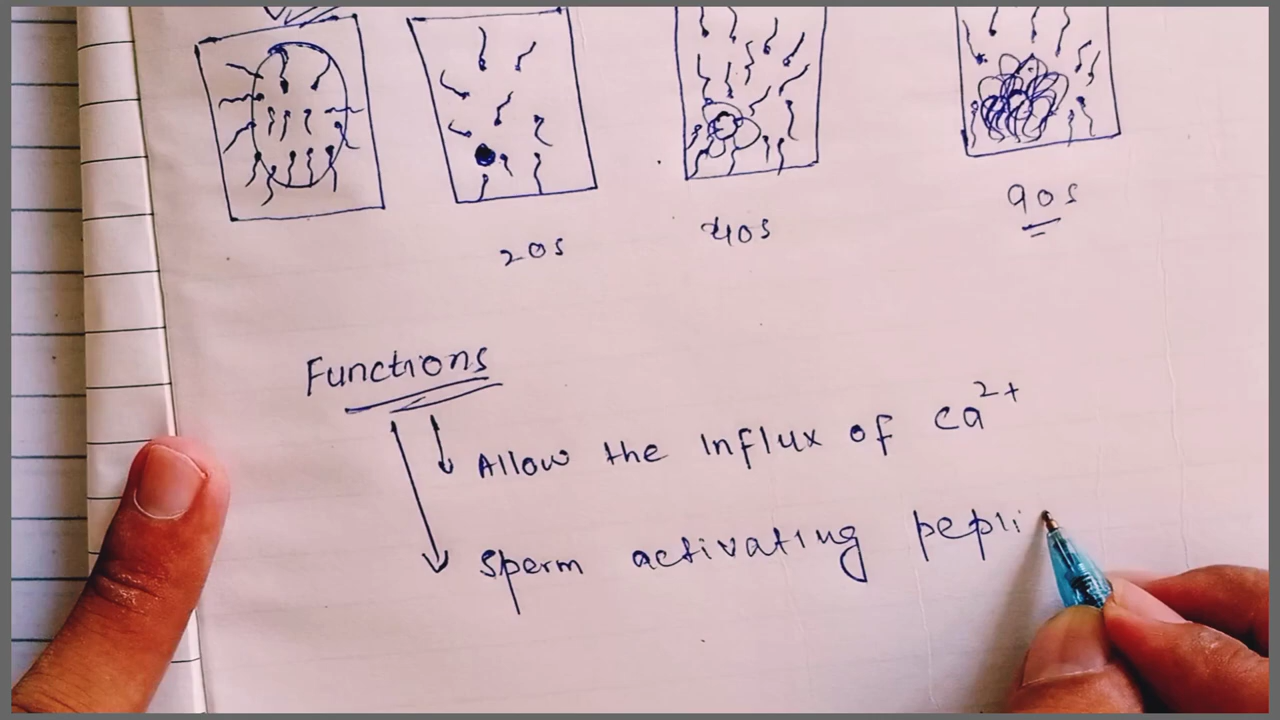 20s
40s
90s
Functions
Allow the Influx of Ca²⁺
Sperm activating pepti